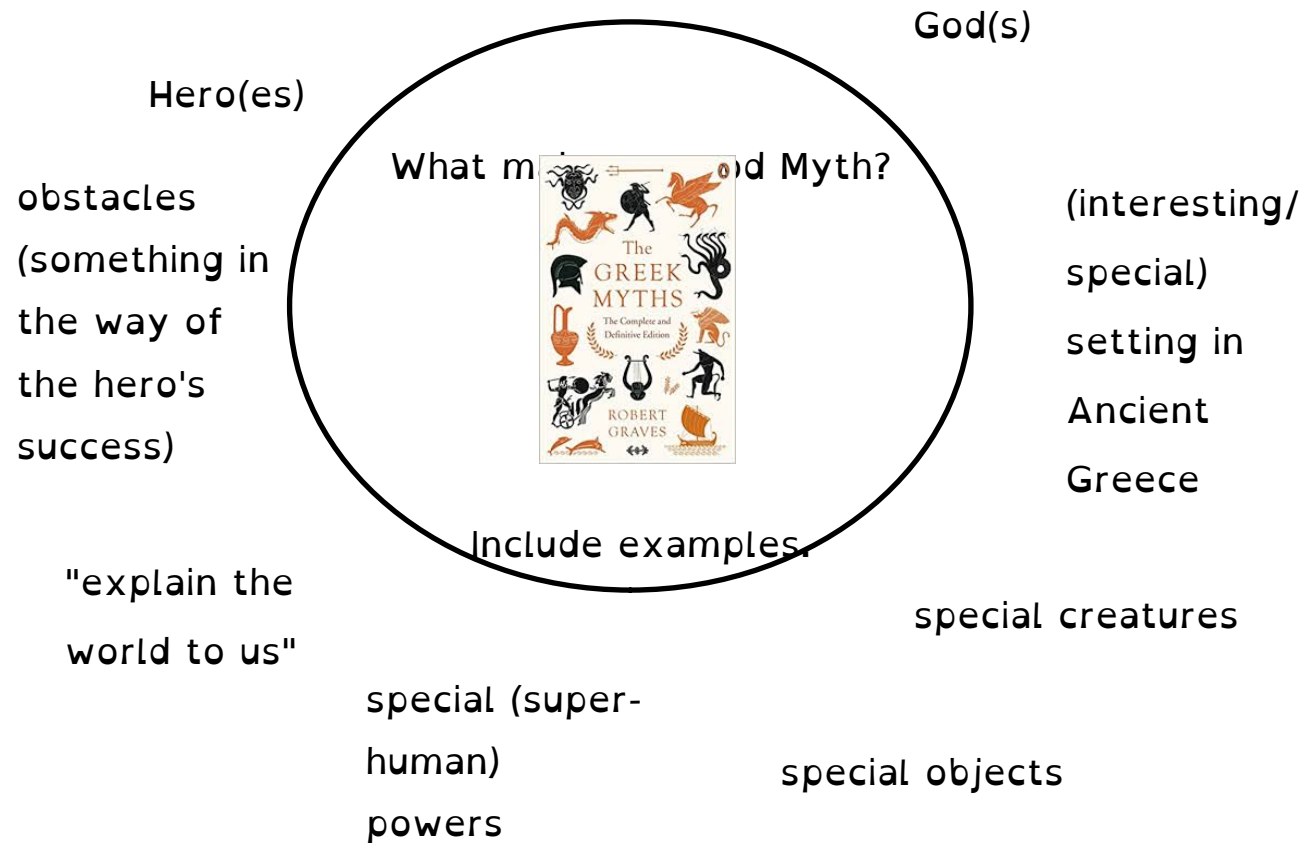 God(s)
Hero(es)
What m od Myth?
obstacles
(something in
the way of
the hero's
success)
The
GREEK
MYTHS
The Complete and
Definitive Edition
ROBERT
GRAVES
(interesting/
special)
setting in
Ancient
Greece
Include examples.
"explain the
world to us"
special creatures
special (super-
human)
powers
special objects